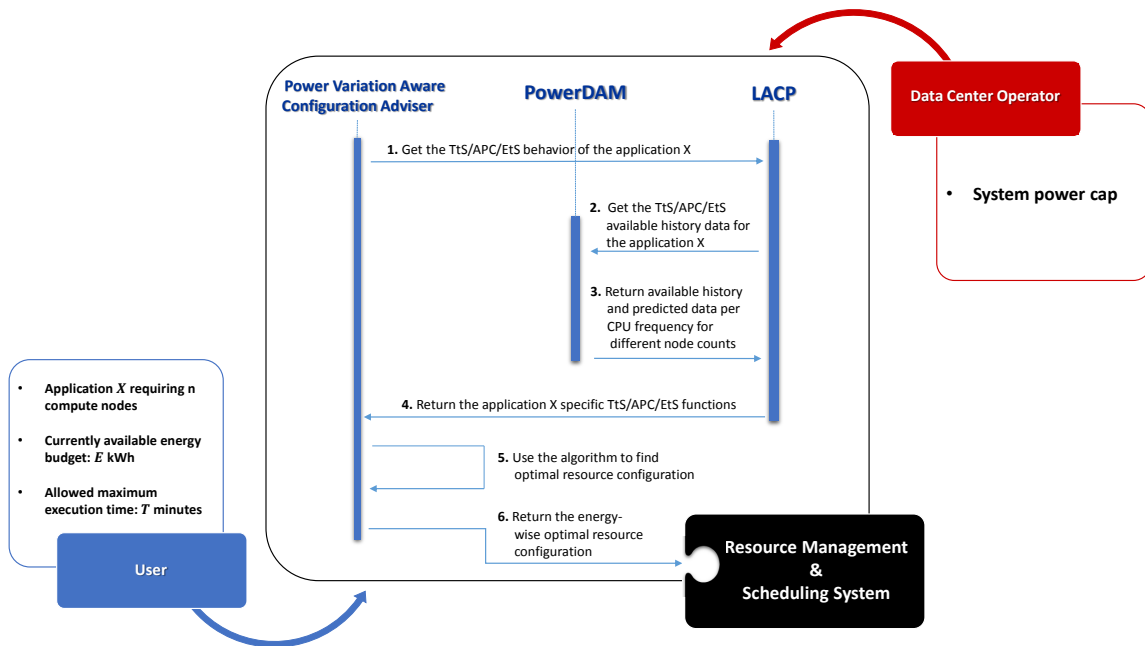 Power Variation Aware
Configuration Adviser
PowerDAM
LACP
Data Center Operator
• System power cap
1. Get the TtS/APC/EtS behavior of the application X
2. Get the TtS/APC/EtS
available history data for
the application X
3. Return available history
and predicted data per
CPU frequency for
different node counts
4. Return the application X specific TtS/APC/EtS functions
5. Use the algorithm to find
optimal resource configuration
6. Return the energy-
wise optimal resource
configuration
• Application X requiring n
compute nodes
• Currently available energy
budget: E kWh
• Allowed maximum
execution time: T minutes
User
Resource Management
&
Scheduling System